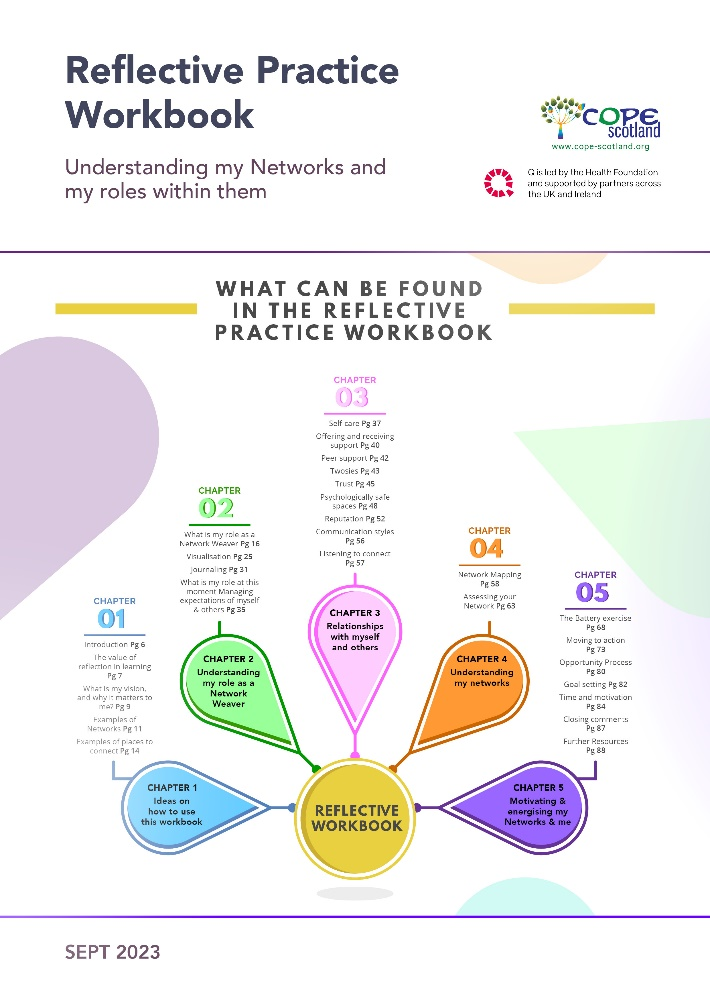 Reflective Practice
Workbook
Understanding my Networks and
my roles within them
COPE
scotland
www.cope-scotland.org
Q is led by the Health Foundation
and supported by partners across
the UK and Ireland
WHAT CAN BE FOUND
IN THE REFLECTIVE
PRACTICE WORKBOOK
CHAPTER
01
Introduction Pg 6
The value of
reflection in learning
Pg 7
What is my vision,
and why it matters to
me? Pg 9
Examples of
Networks Pg 11
Examples of places to
connect Pg 14
CHAPTER 1
Ideas on
how to use
this workbook
CHAPTER
02
What is my role as a
Network Weaver Pg 16
Visualisation Pg 25
Journaling Pg 31
What is my role at this
moment Managing
expectations of myself
& others Pg 35
CHAPTER 2
Understanding
my role as a
Network
Weaver
CHAPTER
03
Self care Pg 37
Offering and receiving
support Pg 40
Peer support Pg 42
Twosies Pg 43
Trust Pg 45
Psychologically safe
spaces Pg 48
Reputation Pg 52
Communication styles
Pg 56
Listening to connect
Pg 57
CHAPTER 3
Relationships
with myself
and others
CHAPTER
04
Network Mapping
Pg 58
Assessing your
Network Pg 63
CHAPTER 4
Understanding
my networks
CHAPTER
05
The Battery exercise
Pg 68
Moving to action
Pg 73
Opportunity Process
Pg 80
Goal setting Pg 82
Time and motivation
Pg 84
Closing comments
Pg 87
Further Resources
Pg 88
CHAPTER 5
Motivating &
energising my
Networks & me
REFLECTIVE
WORKBOOK
SEPT 2023